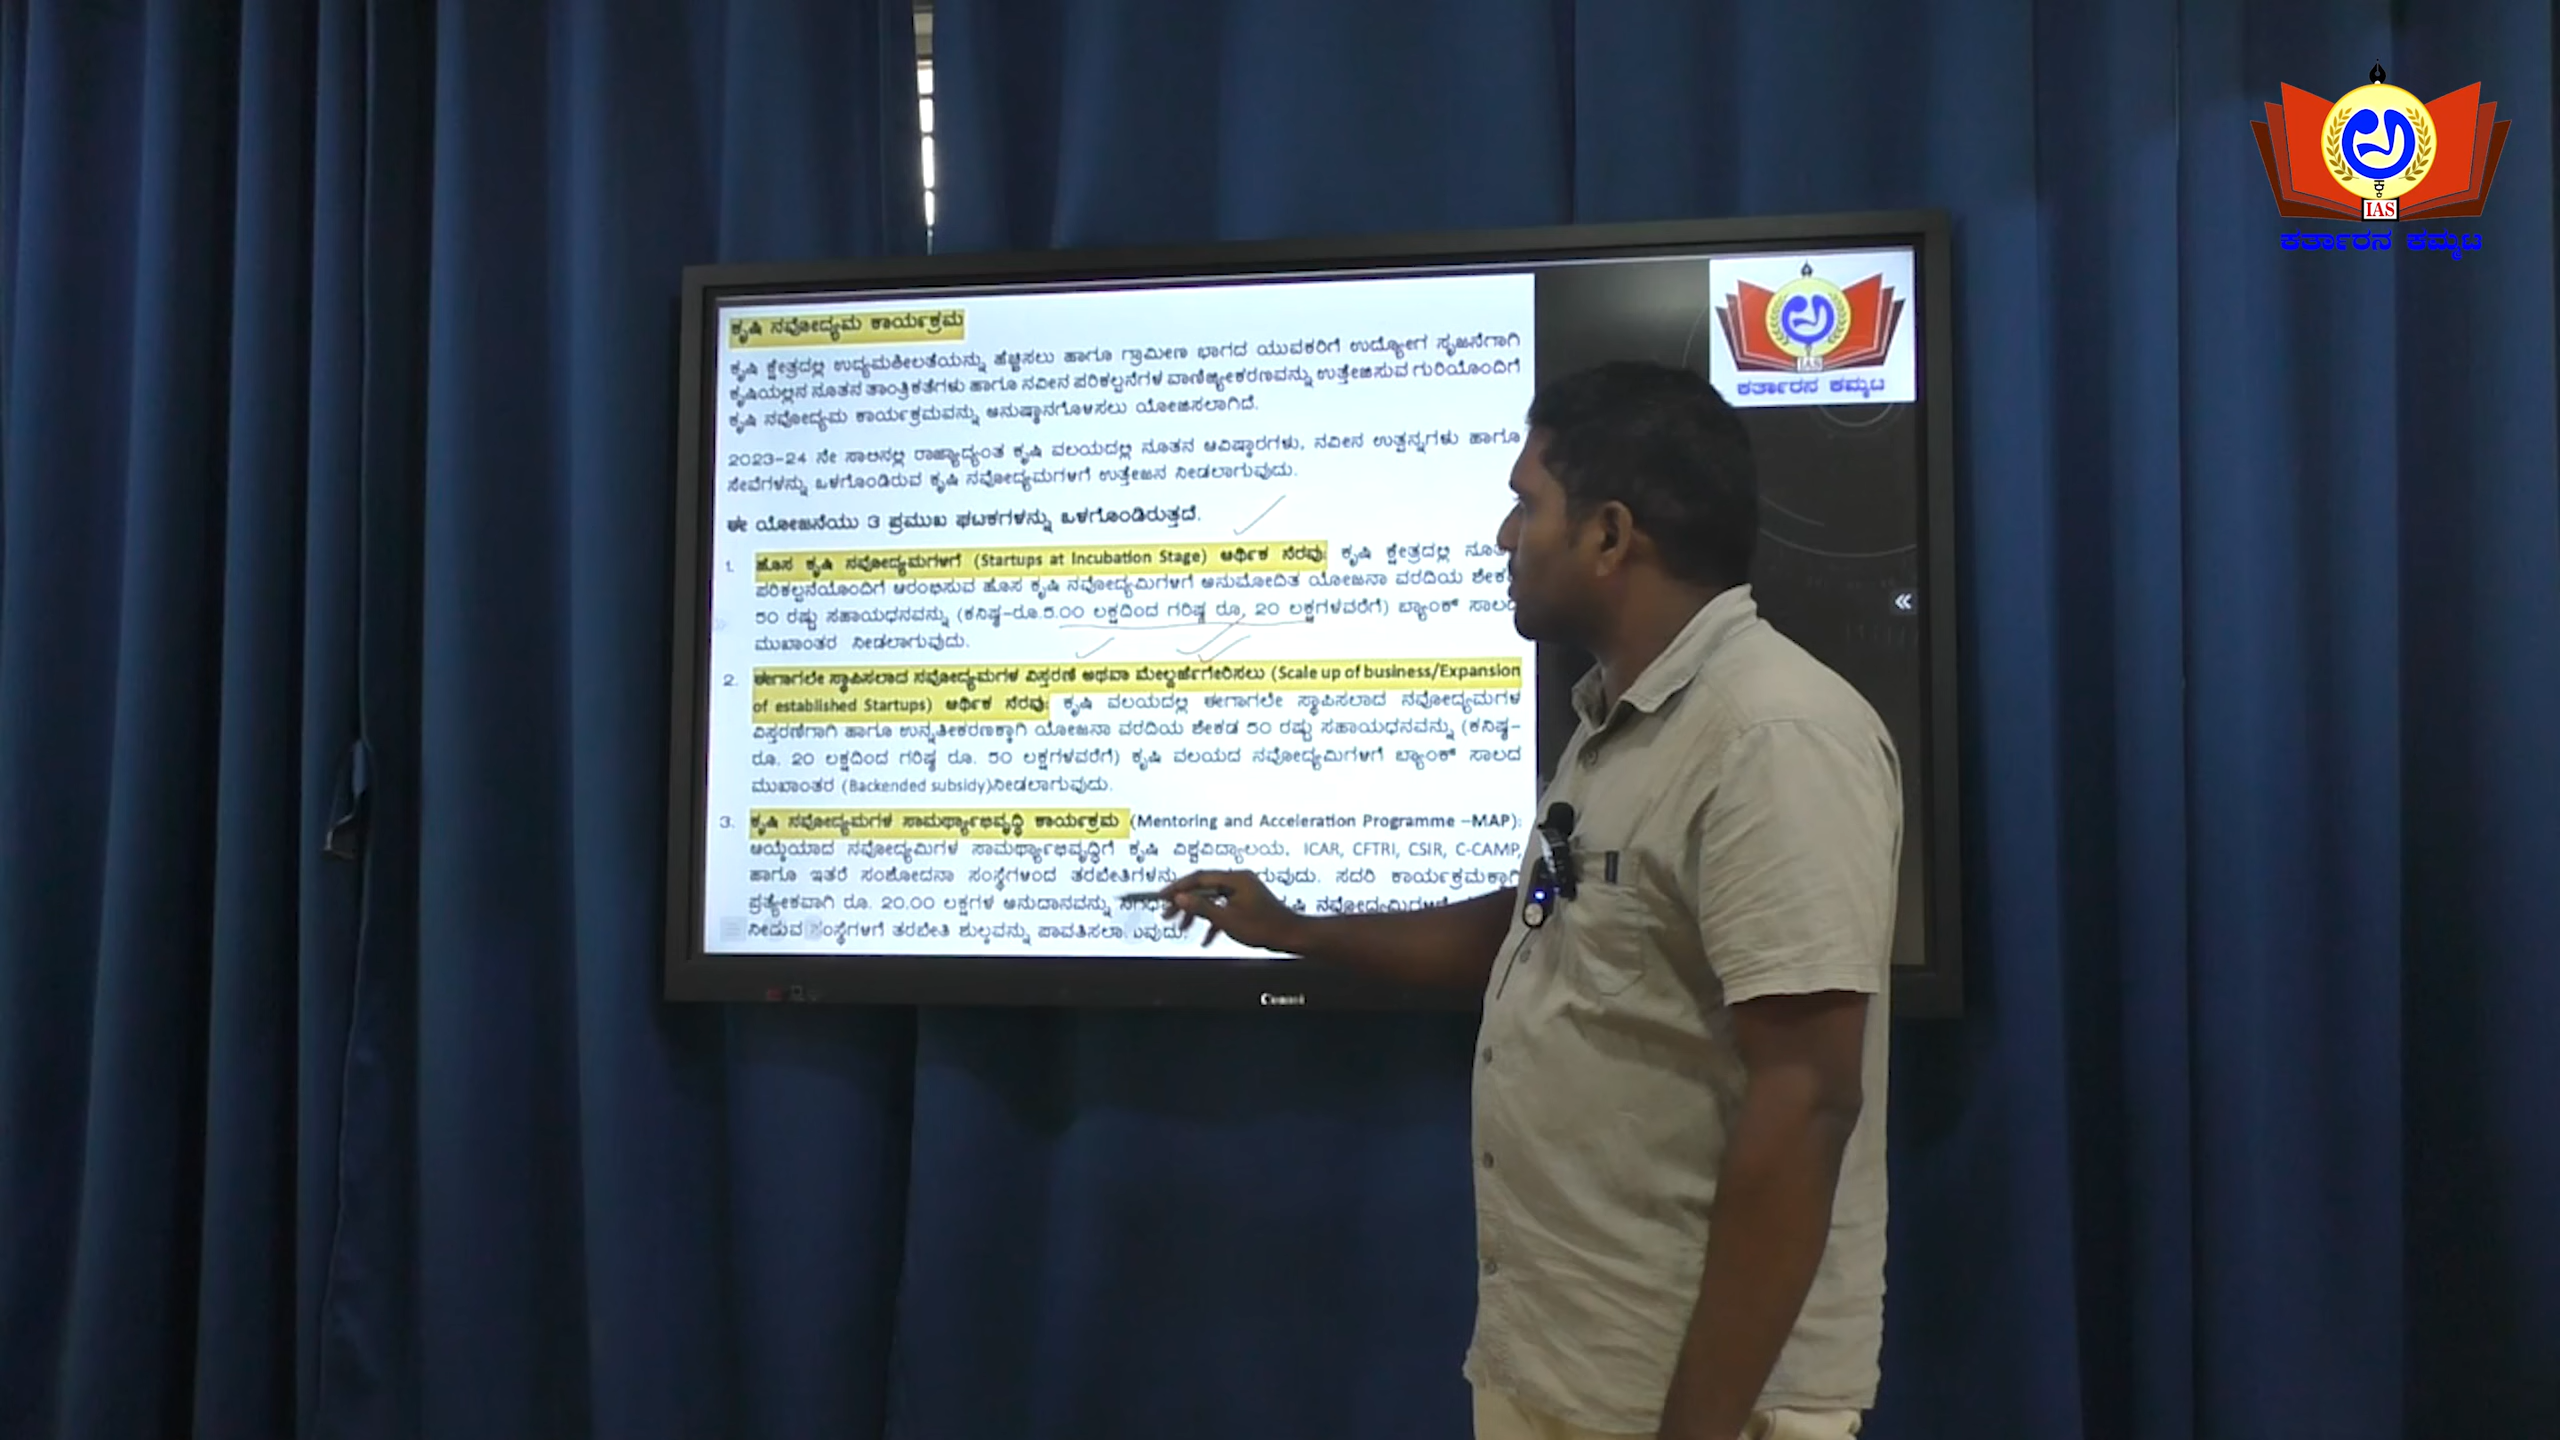 IAS
ಕರ್ತಾರನ ಕಮ್ಮಟ
IAS
ಕರ್ತಾರನ ಕಮ್ಮಟ
ಕೃಷಿ ನವೋದ್ಯಮ ಕಾರ್ಯಕ್ರಮ
ಕೃಷಿ ಕ್ಷೇತ್ರದಲ್ಲಿ ಉದ್ಯಮಶೀಲತೆಯನ್ನು ಹೆಚ್ಚಿಸಲು ಹಾಗೂ ಗ್ರಾಮೀಣ ಭಾಗದ ಯುವಕರಿಗೆ ಉದ್ಯೋಗ ಸೃಜನೆಗಾಗಿ
ಕೃಷಿಯಲ್ಲಿನ ನೂತನ ತಾಂತ್ರಿಕತೆಗಳು ಹಾಗೂ ನವೀನ ಪರಿಕಲ್ಪನೆಗಳ ವಾಣಿಜ್ಯೀಕರಣವನ್ನು ಉತ್ತೇಜಿಸುವ ಗುರಿಯೊಂದಿಗೆ
ಕೃಷಿ ನವೋದ್ಯಮ ಕಾರ್ಯಕ್ರಮವನ್ನು ಅನುಷ್ಠಾನಗೊಳಿಸಲು ಯೋಜಿಸಲಾಗಿದೆ.
2023-24 ನೇ ಸಾಲಿನಲ್ಲಿ ರಾಜ್ಯಾದ್ಯಂತ ಕೃಷಿ ವಲಯದಲ್ಲಿ ನೂತನ ಆವಿಷ್ಕಾರಗಳು, ನವೀನ ಉತ್ಪನ್ನಗಳು ಹಾಗೂ
ಸೇವೆಗಳನ್ನು ಒಳಗೊಂಡಿರುವ ಕೃಷಿ ನವೋದ್ಯಮಗಳಿಗೆ ಉತ್ತೇಜನ ನೀಡಲಾಗುವುದು.
ಈ ಯೋಜನೆಯು 3 ಪ್ರಮುಖ ಘಟಕಗಳನ್ನು ಒಳಗೊಂಡಿರುತ್ತದೆ.
1. ಹೊಸ ಕೃಷಿ ನವೋದ್ಯಮಗಳಿಗೆ (Startups at Incubation Stage) ಆರ್ಥಿಕ ನೆರವು: ಕೃಷಿ ಕ್ಷೇತ್ರದಲ್ಲಿ
ಪರಿಕಲ್ಪನೆಯೊಂದಿಗೆ ಆರಂಭಿಸುವ ಹೊಸ ಕೃಷಿ ನವೋದ್ಯಮಿಗಳಿಗೆ ಅನುಮೋದಿತ ಯೋಜನಾ ವರದಿಯ
50 ರಷ್ಟು ಸಹಾಯಧನವನ್ನು (ಕನಿಷ್ಠ-ರೂ.5.00 ಲಕ್ಷದಿಂದ ಗರಿಷ್ಠ ರೂ. 20 ಲಕ್ಷಗಳವರೆಗೆ) ಬ್ಯಾಂಕ್
ಮುಖಾಂತರ ನೀಡಲಾಗುವುದು.
2. ಈಗಾಗಲೇ ಸ್ಥಾಪಿಸಲಾದ ನವೋದ್ಯಮಗಳ ವಿಸ್ತರಣೆ ಅಥವಾ ಮೇಲ್ದರ್ಜೆಗೇರಿಸಲು (Scale up of business/Expansion
of established Startups) ಆರ್ಥಿಕ ನೆರವು: ಕೃಷಿ ವಲಯದಲ್ಲಿ ಈಗಾಗಲೇ ಸ್ಥಾಪಿಸಲಾದ ನವೋದ್ಯಮಗಳ
ವಿಸ್ತರಣೆಗಾಗಿ ಹಾಗೂ ಉನ್ನತೀಕರಣಕ್ಕಾಗಿ ಯೋಜನಾ ವರದಿಯ ಶೇಕಡ 50 ರಷ್ಟು ಸಹಾಯಧನವನ್ನು (ಕನಿಷ್ಠ-
ರೂ. 20 ಲಕ್ಷದಿಂದ ಗರಿಷ್ಠ ರೂ. 50 ಲಕ್ಷಗಳವರೆಗೆ) ಕೃಷಿ ವಲಯದ ನವೋದ್ಯಮಿಗಳಿಗೆ ಬ್ಯಾಂಕ್ ಸಾಲದ
ಮುಖಾಂತರ (Backended subsidy)ನೀಡಲಾಗುವುದು.
3. ಕೃಷಿ ನವೋದ್ಯಮಗಳ ಸಾಮರ್ಥ್ಯಾಭಿವೃದ್ಧಿ ಕಾರ್ಯಕ್ರಮ (Mentoring and Acceleration Programme -MAP):
ಆಯ್ಕೆಯಾದ ನವೋದ್ಯಮಿಗಳ ಸಾಮರ್ಥ್ಯಾಭಿವೃದ್ಧಿಗೆ ಕೃಷಿ ವಿಶ್ವವಿದ್ಯಾಲಯ, ICAR, CFTRI, CSIR, C-CAMP,
ಹಾಗೂ ಇತರೆ ಸಂಶೋದನಾ ಸಂಸ್ಥೆಗಳಿಂದ ತರಬೇತಿಗಳನ್ನು ಸದರಿ ಕಾರ್ಯಕ್ರಮಕ್ಕಾಗಿ
ಪ್ರತ್ಯೇಕವಾಗಿ ರೂ. 20.00 ಲಕ್ಷಗಳ ಅನುದಾನವನ್ನು
ನೀಡುವ ಸಂಸ್ಥೆಗಳಿಗೆ ತರಬೇತಿ ಶುಲ್ಕವನ್ನು